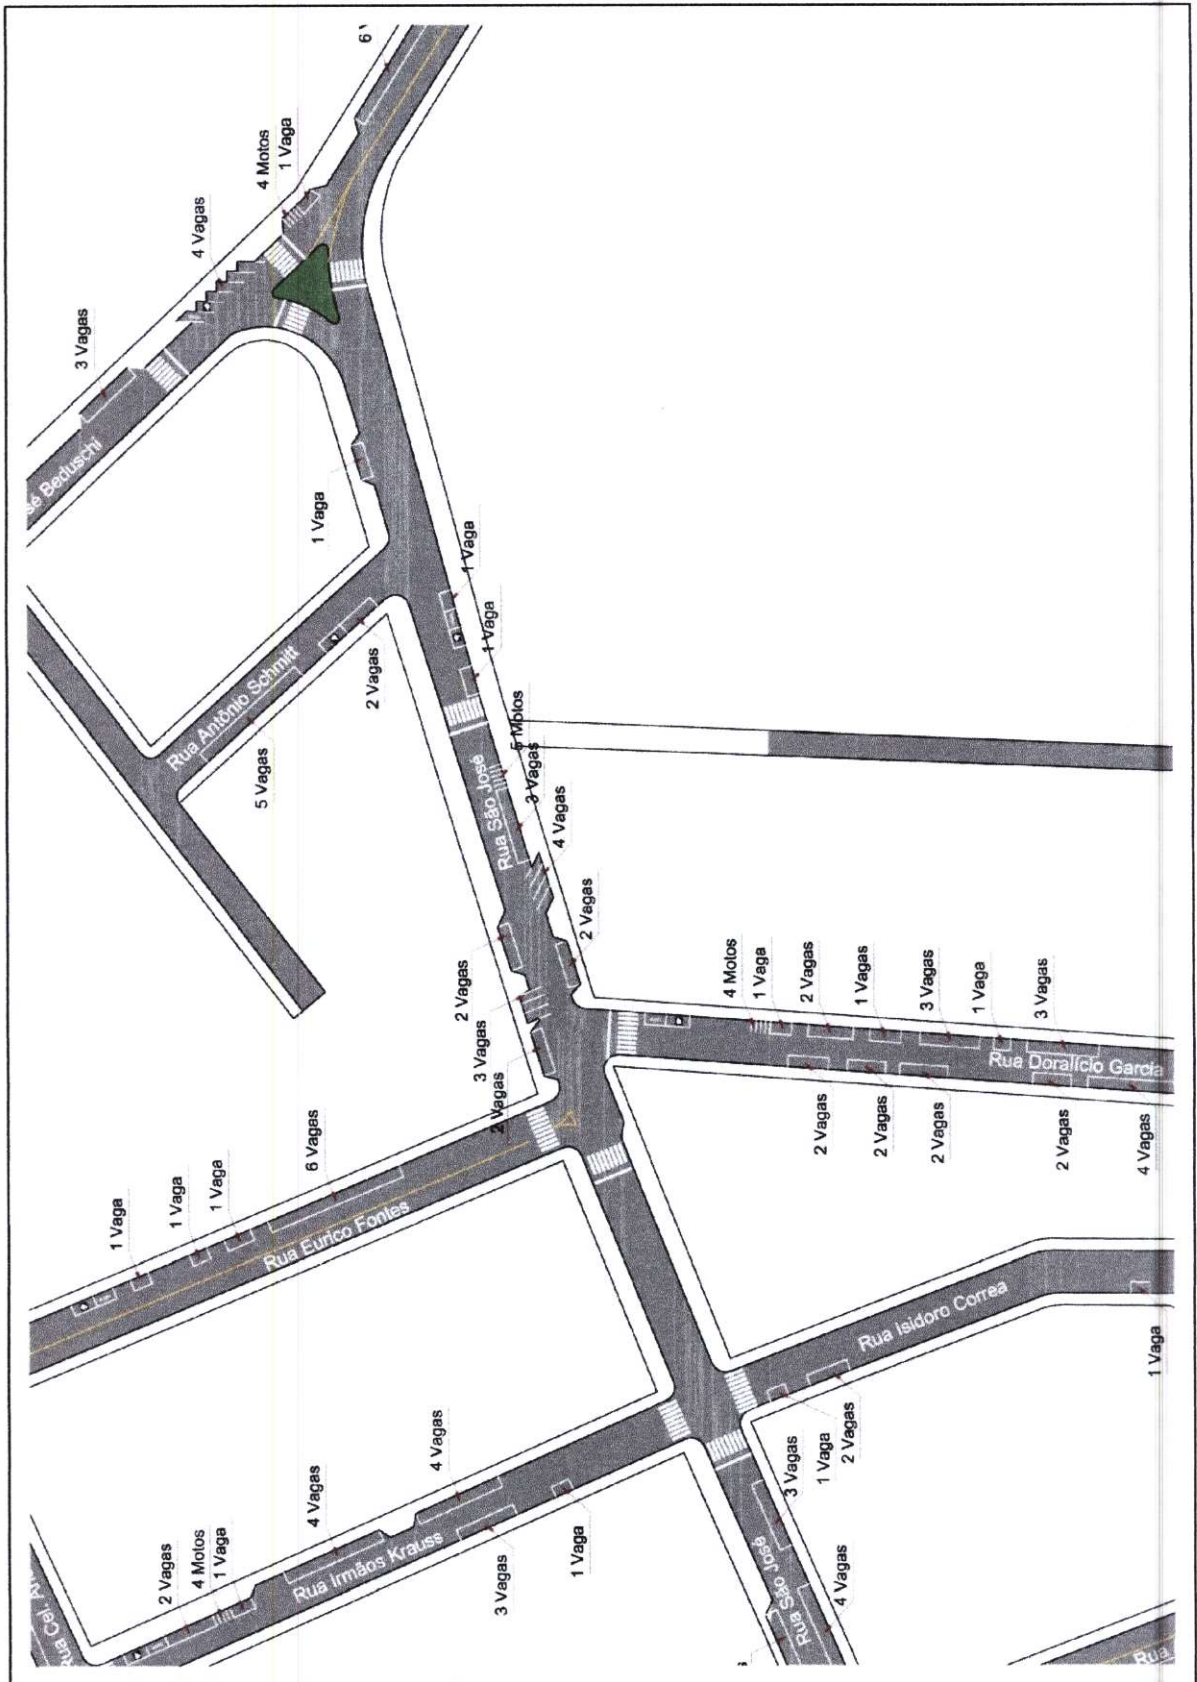 6 V
4 Motos
1 Vaga
4 Vagas
3 Vagas
sé Beduschi
1 Vaga
1 Vaga
1 Vaga
Rua Antônio Schmitt
2 Vagas
5 Vagas
5 Motos
3 Vagas
Rua São José
4 Vagas
2 Vagas
2 Vagas
3 Vagas
2 Vagas
4 Motos
1 Vaga
2 Vagas
1 Vagas
3 Vagas
1 Vaga
3 Vagas
Rua Doralício Garcia
2 Vagas
2 Vagas
2 Vagas
2 Vagas
4 Vagas
6 Vagas
1 Vaga
1 Vaga
1 Vaga
Rua Eurico Fontes
Rua Isidoro Correa
1 Vaga
2 Vagas
1 Vaga
3 Vagas
4 Vagas
4 Vagas
4 Vagas
Rua Irmãos Krauss
3 Vagas
1 Vaga
2 Vagas
4 Motos
1 Vaga
Rua São José
Rua Cel.
Rua